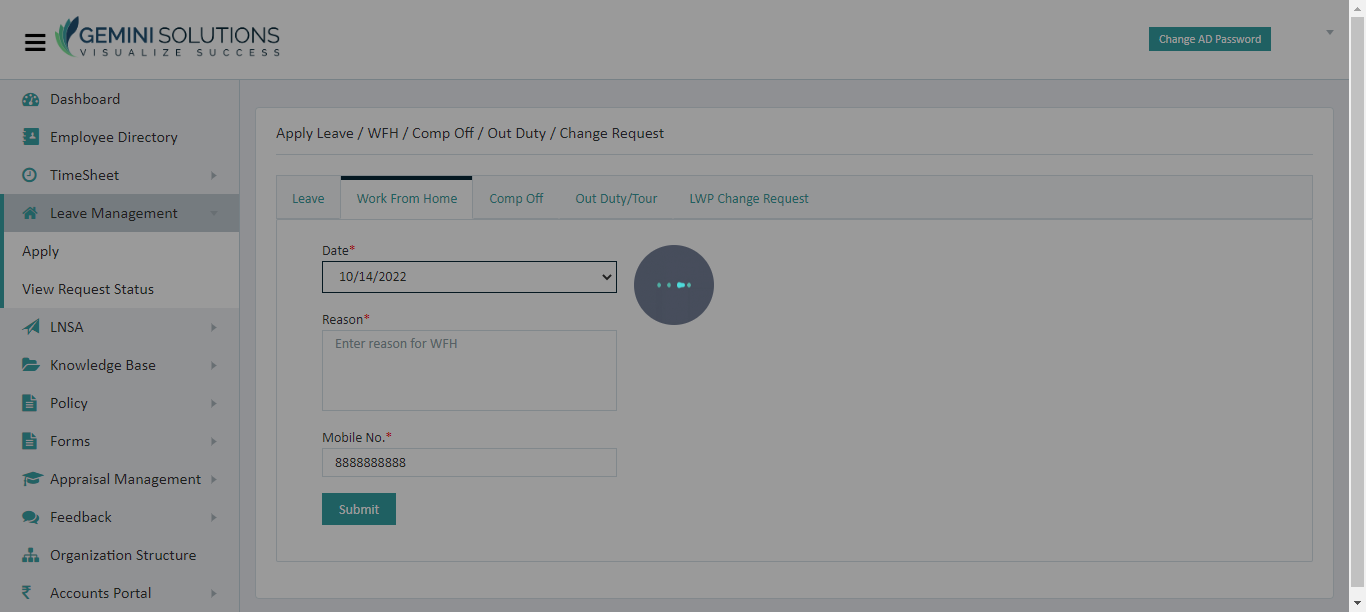 GEMINI SOLUTIONS
VISUALIZE SUCCESS
Change AD Password
Dashboard
Employee Directory
TimeSheet
Leave Management
Apply
View Request Status
LNSA
Knowledge Base
Policy
Forms
Appraisal Management
Feedback
Organization Structure
Accounts Portal
Apply Leave / WFH / Comp Off / Out Duty / Change Request
Leave Work From Home Comp Off Out Duty/Tour LWP Change Request
Date*
10/14/2022
Reason*
Enter reason for WFH
Mobile No.*
8888888888
Submit